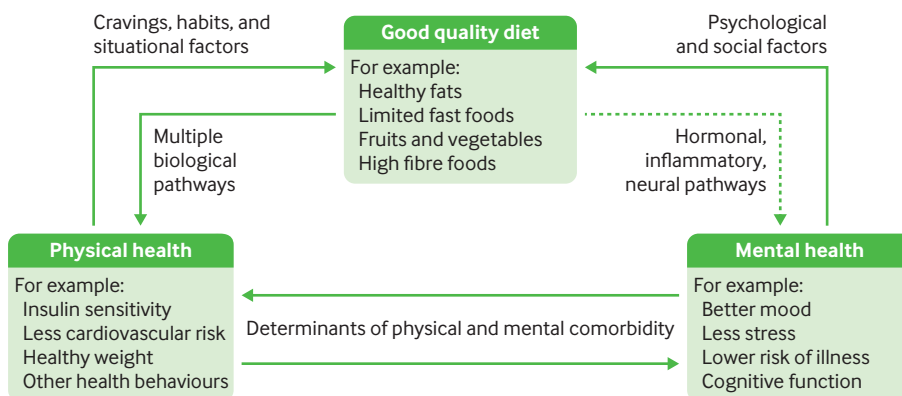 Cravings, habits, and
situational factors
Good quality diet
For example:
Healthy fats
Limited fast foods
Fruits and vegetables
High fibre foods
Psychological
and social factors
Multiple
biological
pathways
Hormonal,
inflammatory,
neural pathways
Physical health
For example:
Insulin sensitivity
Less cardiovascular risk
Healthy weight
Other health behaviours
Determinants of physical and mental comorbidity
Mental health
For example:
Better mood
Less stress
Lower risk of illness
Cognitive function